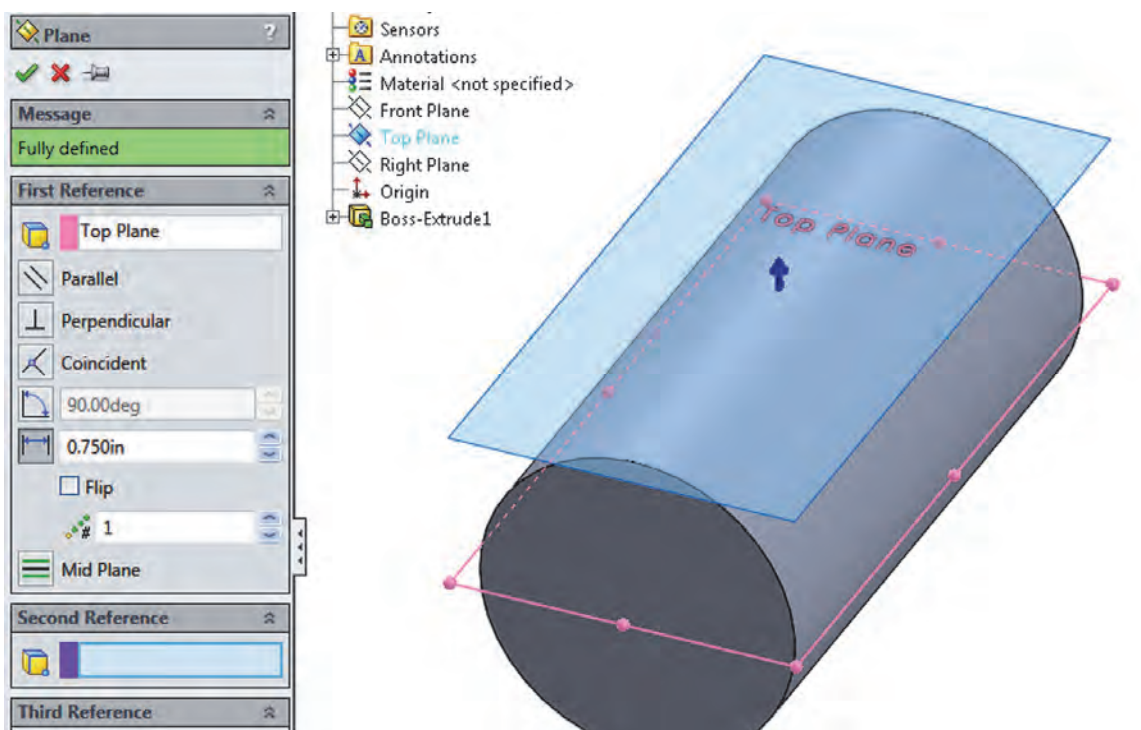 Plane ?
Message
Fully defined
First Reference
Top Plane
Parallel
Perpendicular
Coincident
90.00deg
0.750in
Flip
# 1
Mid Plane
Second Reference
Third Reference
Sensors
A Annotations
Material <not specified>
Front Plane
Top Plane
Right Plane
Origin
Boss-Extrude1
Top Plane